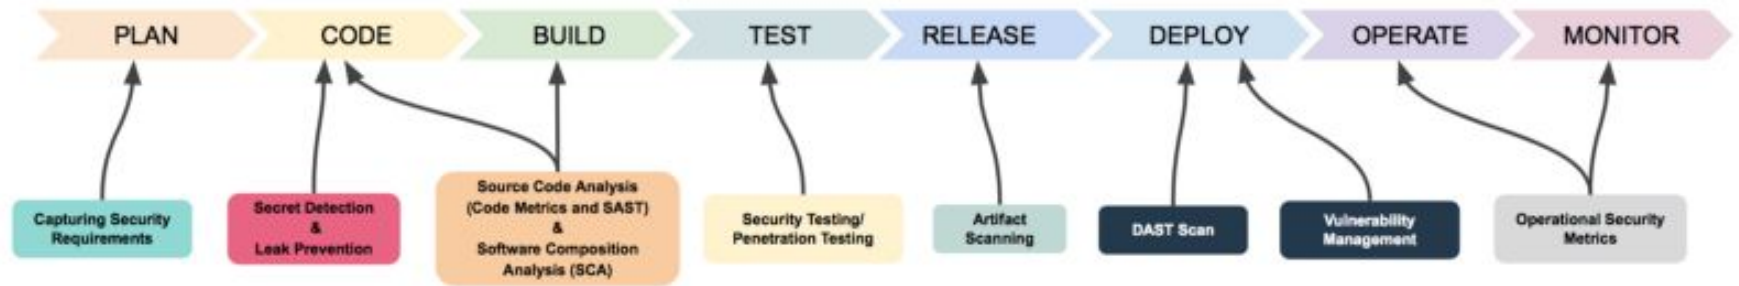 PLAN
CODE
BUILD
TEST
RELEASE
DEPLOY
OPERATE
MONITOR
Capturing Security
Requirements
Secret Detection
&
Leak Prevention
Source Code Analysis
(Code Metrics and SAST)
&
Software Composition
Analysis (SCA)
Security Testing/
Penetration Testing
Artifact
Scanning
DAST Scan
Vulnerability
Management
Operational Security
Metrics